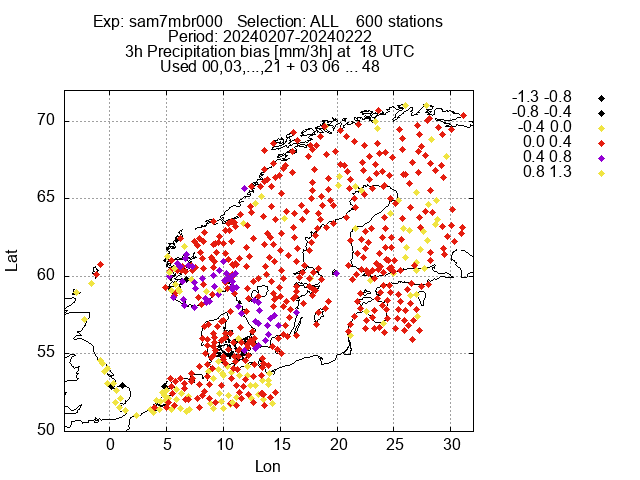 Exp: sam7mbr000   Selection: ALL    600 stations
Period: 20240207-20240222
3h Precipitation bias [mm/3h] at  18 UTC
Used 00,03,...,21 + 03 06 ... 48
-1.3 -0.8
-0.8 -0.4
-0.4 0.0
0.0 0.4
0.4 0.8
0.8 1.3
70
65
60
55
50
Lat
0 5 10 15 20 25 30
Lon